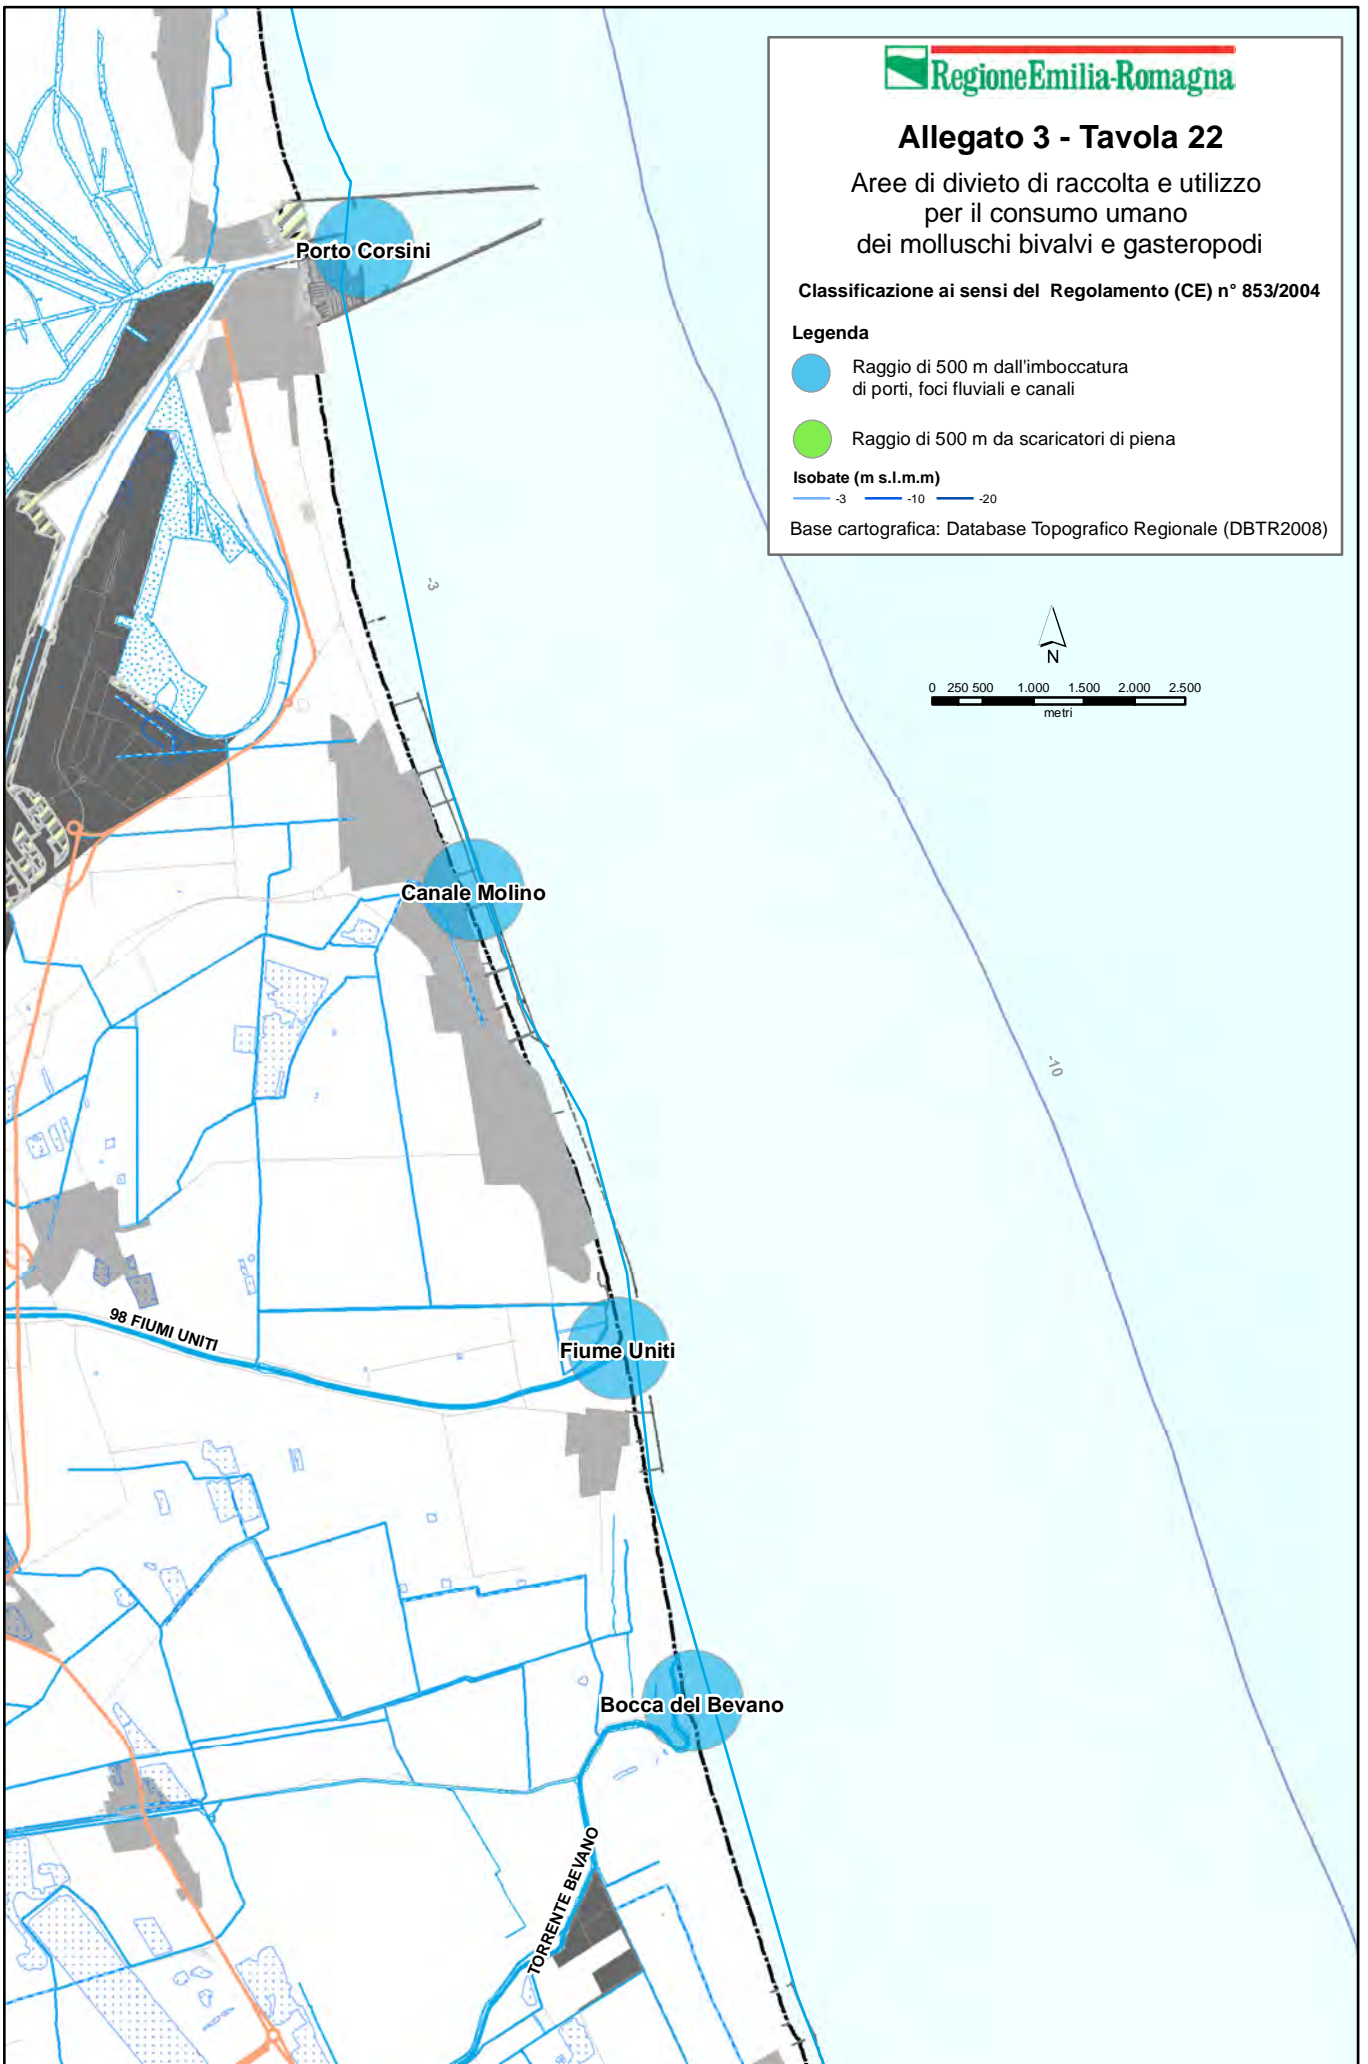 RegioneEmilia-Romagna
Allegato 3 - Tavola 22
Aree di divieto di raccolta e utilizzo
per il consumo umano
dei molluschi bivalvi e gasteropodi
Classificazione ai sensi del Regolamento (CE) n° 853/2004
Legenda
Raggio di 500 m dall'imboccatura
di porti, foci fluviali e canali
Raggio di 500 m da scaricatori di piena
Isobate (m s.l.m.m)
-3 -10 -20
Base cartografica: Database Topografico Regionale (DBTR2008)
Porto Corsini
-3
N
0 250 500 1.000 1.500 2.000 2.500
metri
Canale Molino
-10
98 FIUMI UNITI
Fiume Uniti
Bocca del Bevano
TORRENTE BEVANO